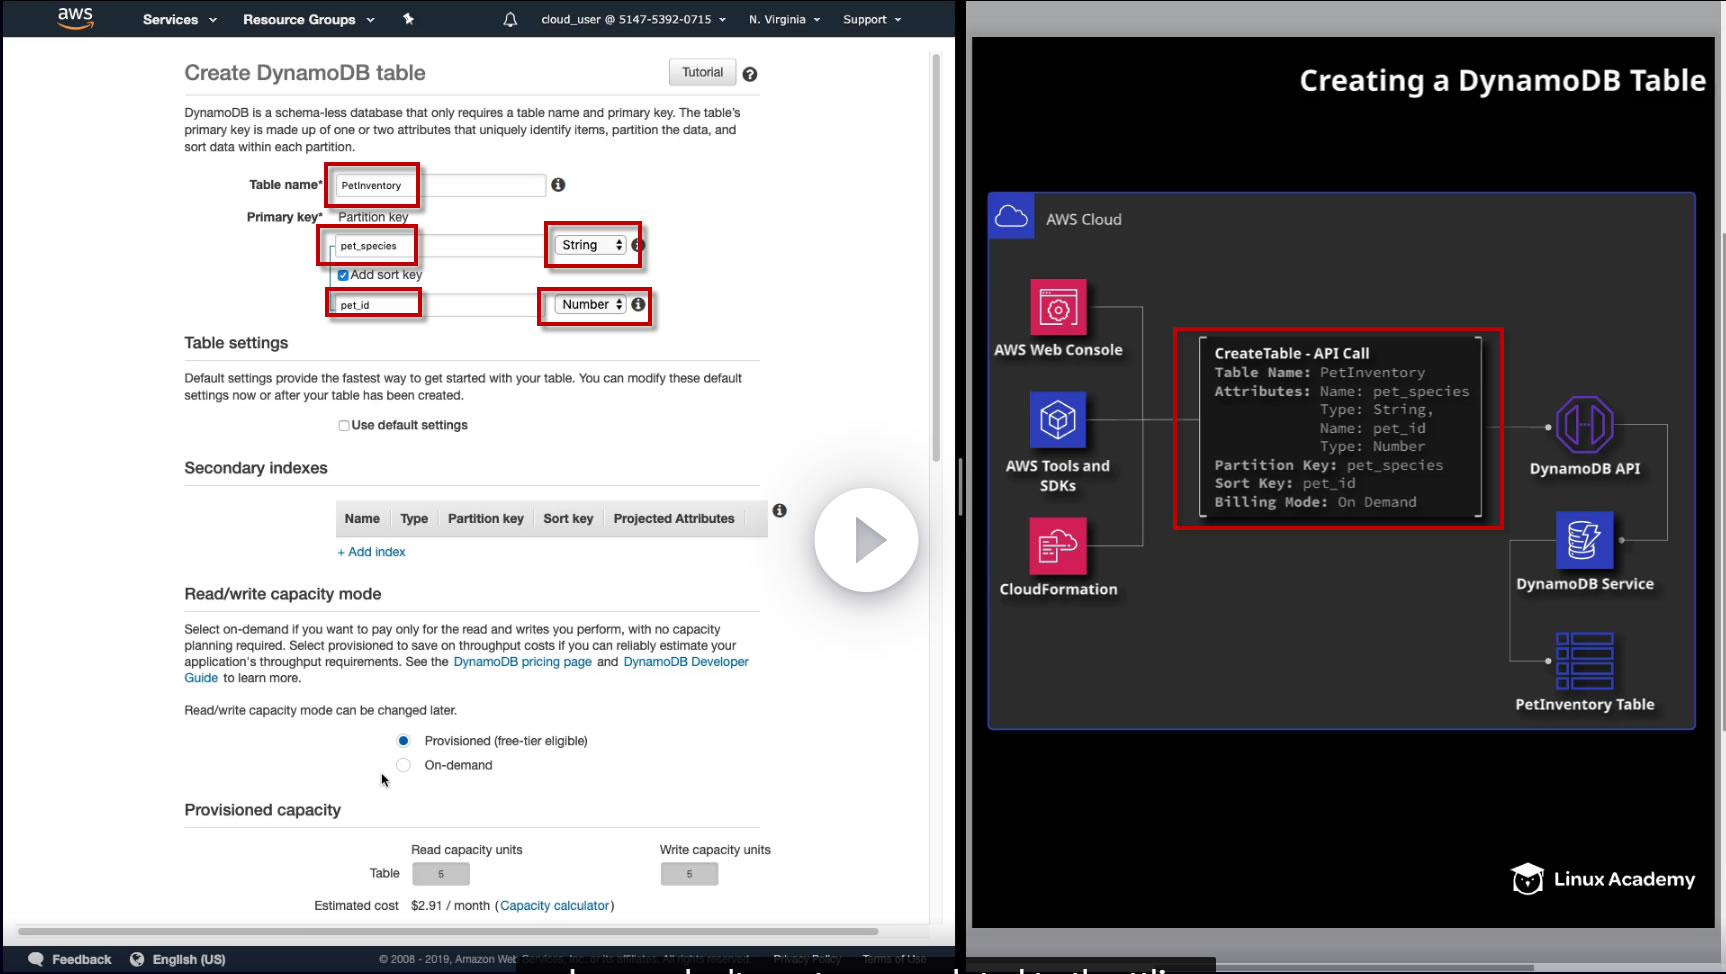 aws Services Resource Groups cloud_user @ 5147-5392-0715 N. Virginia Support
Create DynamoDB table
Tutorial
DynamoDB is a schema-less database that only requires a table name and primary key. The table's
primary key is made up of one or two attributes that uniquely identify items, partition the data, and
sort data within each partition.
Table name* PetInventory
Primary key* Partition key
pet_species String
Add sort key
pet_id Number
Table settings
Default settings provide the fastest way to get started with your table. You can modify these default
settings now or after your table has been created.
Use default settings
Secondary indexes
Name Type Partition key Sort key Projected Attributes
+ Add index
Read/write capacity mode
Select on-demand if you want to pay only for the read and writes you perform, with no capacity
planning required. Select provisioned to save on throughput costs if you can reliably estimate your
application's throughput requirements. See the DynamoDB pricing page and DynamoDB Developer
Guide to learn more.
Read/write capacity mode can be changed later.
Provisioned (free-tier eligible)
On-demand
Provisioned capacity
Read capacity units Write capacity units
Table 5 5
Estimated cost $2.91 / month (Capacity calculator)
Feedback English (US) © 2008 - 2019, Amazon Web Services, Inc. or its affiliates. All rights reserved. Privacy Policy Terms of Use
Creating a DynamoDB Table
AWS Cloud
AWS Web Console
AWS Tools and
SDKs
CloudFormation
CreateTable - API Call
Table Name: PetInventory
Attributes: Name: pet_species
Type: String,
Name: pet_id
Type: Number
Partition Key: pet_species
Sort Key: pet_id
Billing Mode: On Demand
DynamoDB API
DynamoDB Service
PetInventory Table
Linux Academy